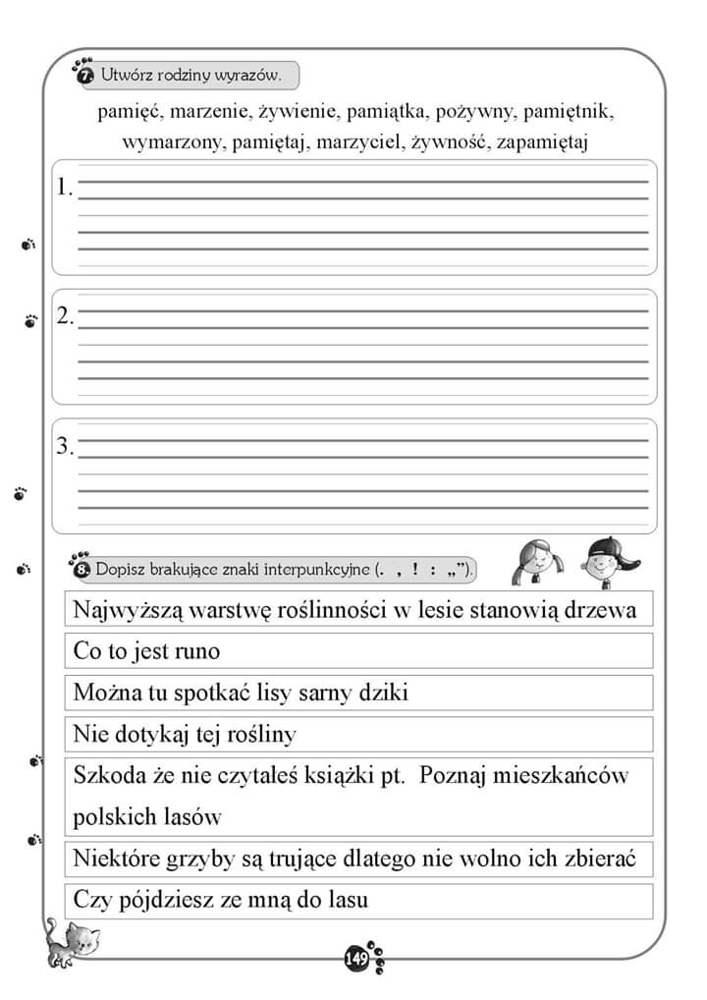 7. Utwórz rodziny wyrazów.
pamięć, marzenie, żywienie, pamiątka, pożywny, pamiętnik,
wymarzony, pamiętaj, marzyciel, żywność, zapamiętaj
1.
2.
3.
8. Dopisz brakujące znaki interpunkcyjne (. , ! : „”).
Najwyższą warstwę roślinności w lesie stanowią drzewa
Co to jest runo
Można tu spotkać lisy sarny dziki
Nie dotykaj tej rośliny
Szkoda że nie czytałeś książki pt. Poznaj mieszkańców
polskich lasów
Niektóre grzyby są trujące dlatego nie wolno ich zbierać
Czy pójdziesz ze mną do lasu
149